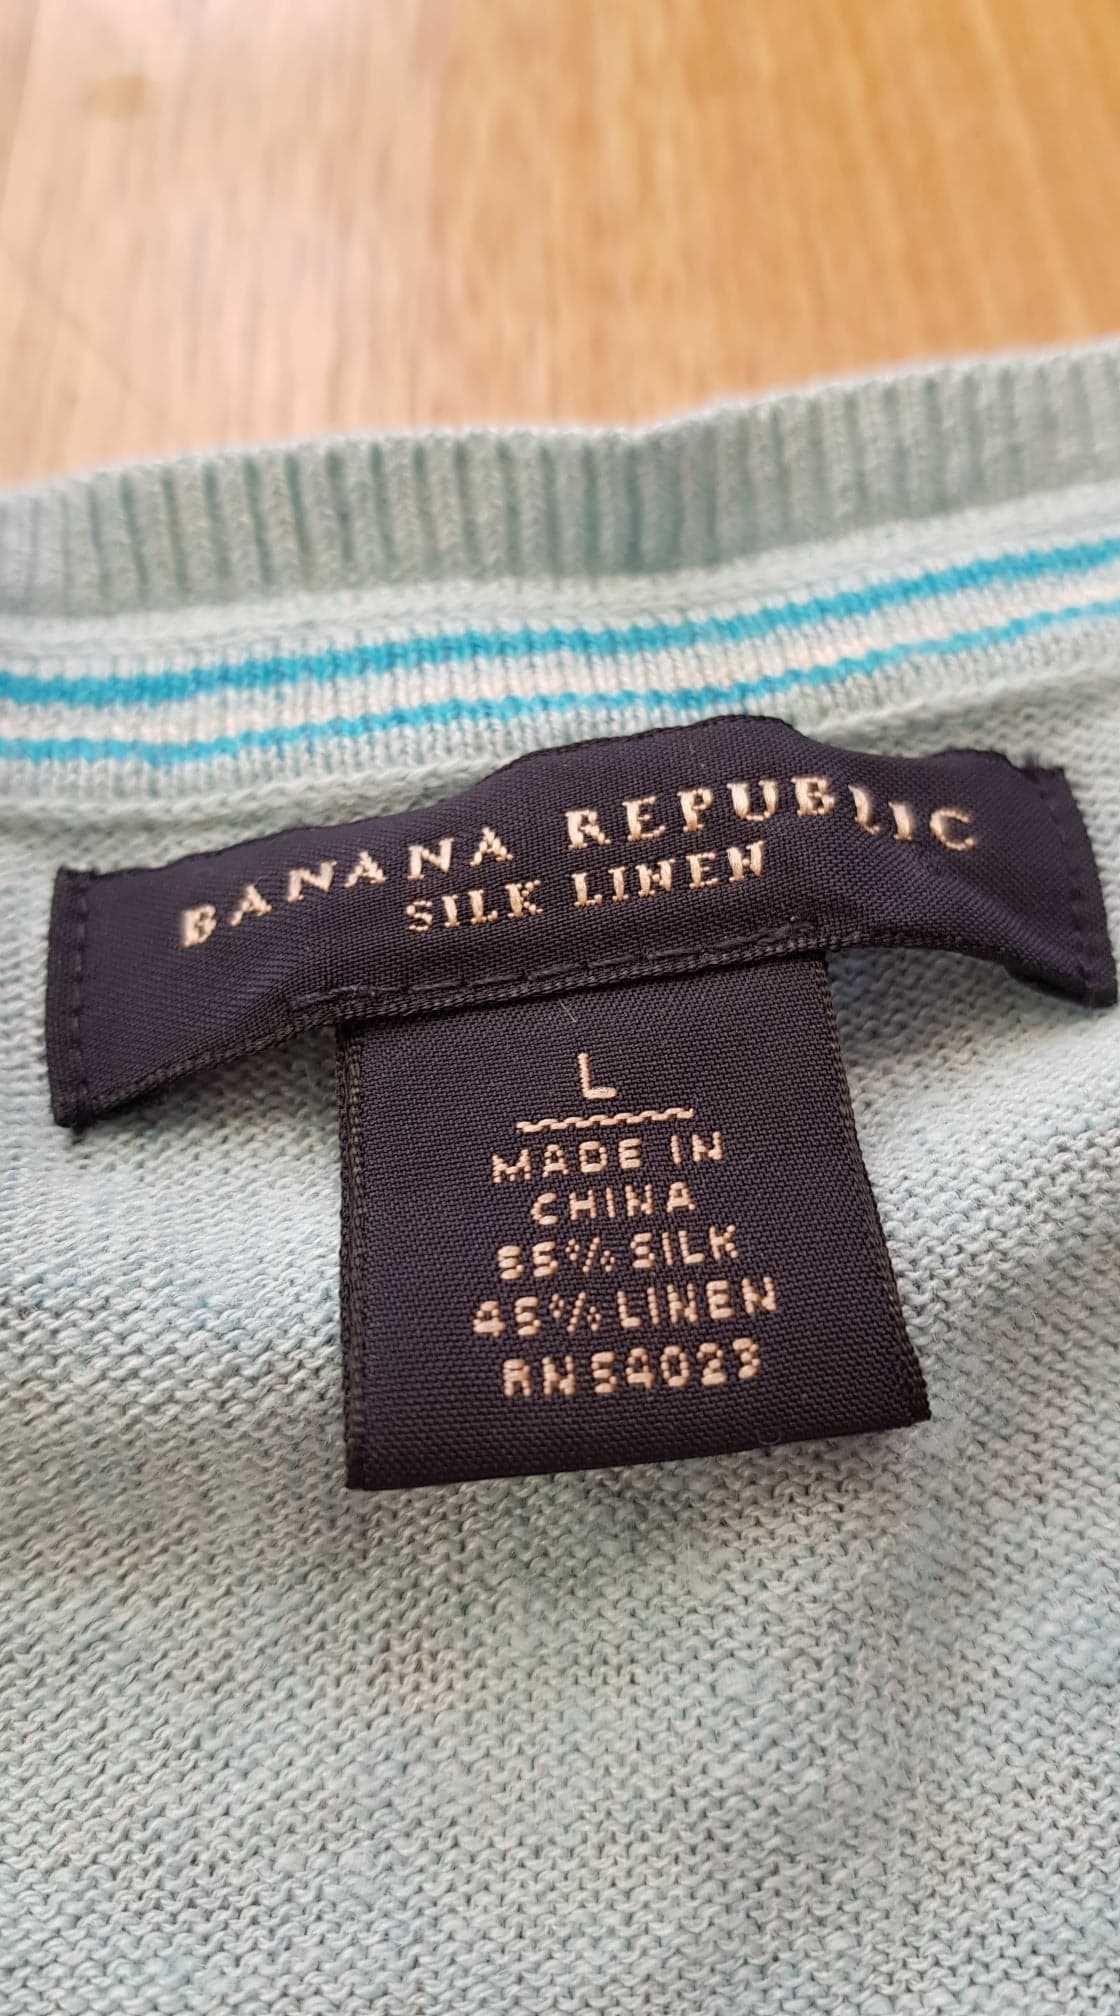 BANANA REPUBLIC
SILK LINEN
L
MADE IN
CHINA
55% SILK
45% LINEN
RN 54023